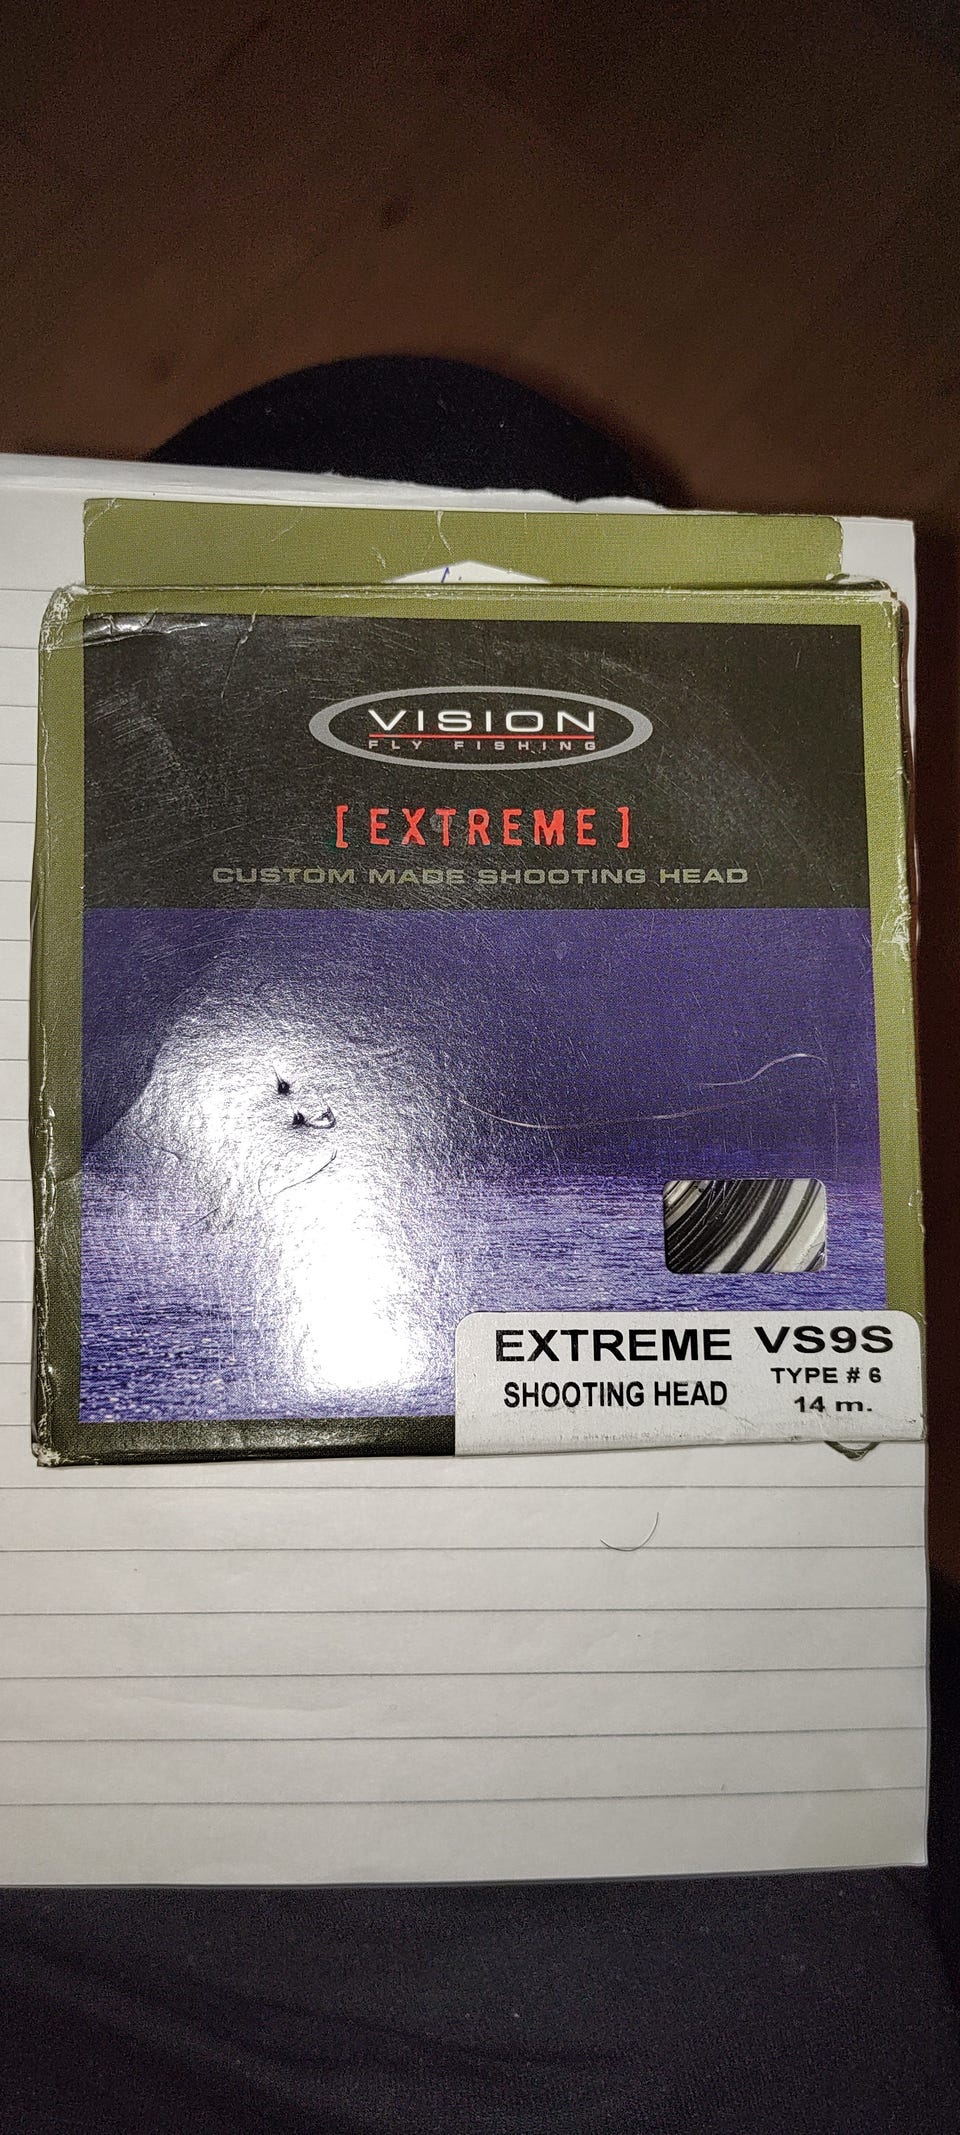 VISION
FLY FISHING
[EXTREME]
CUSTOM MADE SHOOTING HEAD
EXTREME VS9S
SHOOTING HEAD TYPE # 6
14 m.